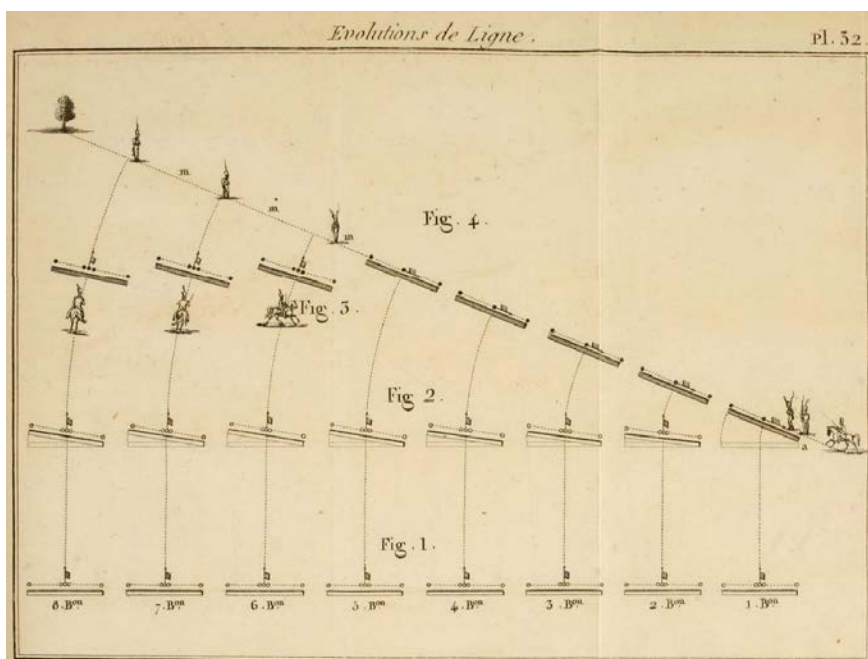 Evolutions de Ligne.
Pl. 32
m
m
m
Fig. 4
Fig. 3.
Fig. 2
a
Fig. 1.
8. Bon
7. Bon
6. Bon
5. Bon
4. Bon
3. Bon
2. Bon
1. Bon